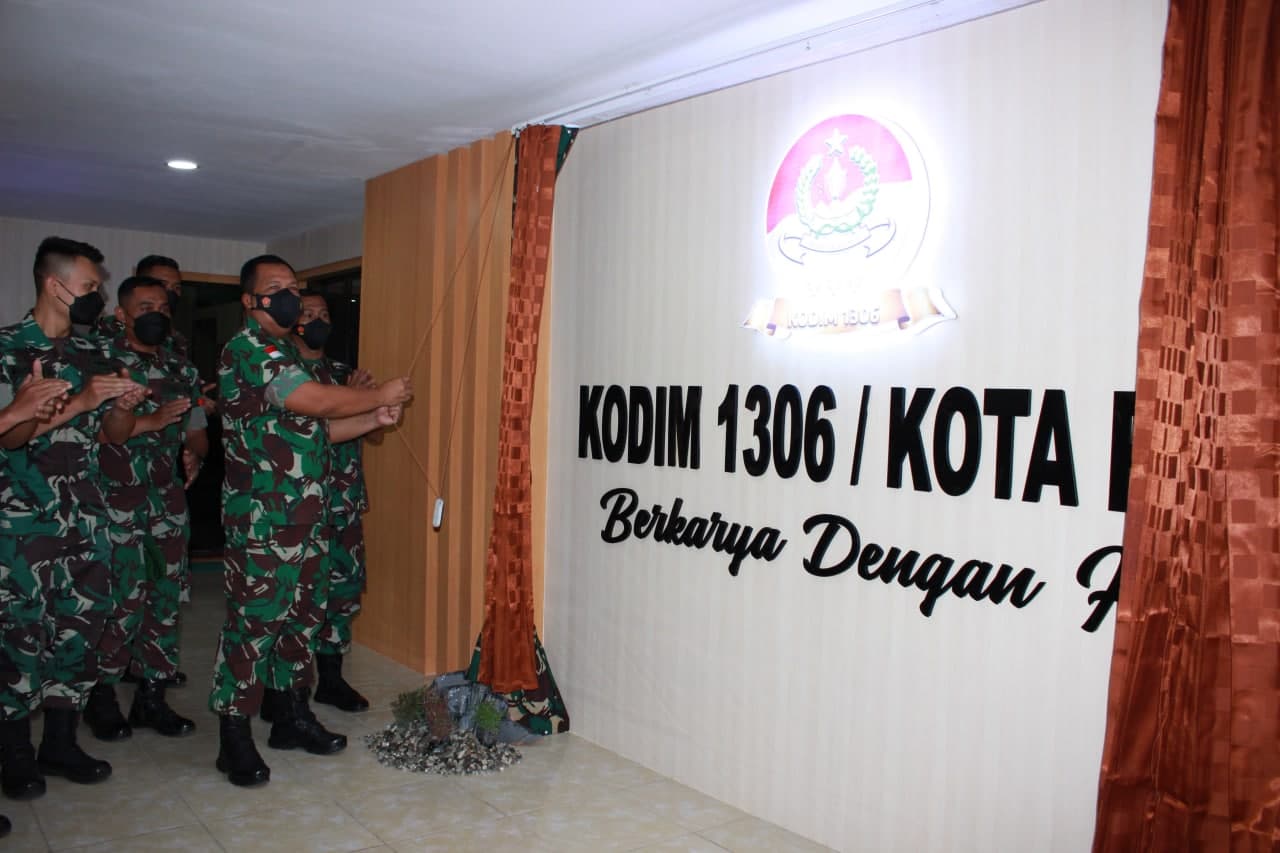 KODIM 1306
KODIM 1306 / KOTA
Berkarya Dengan